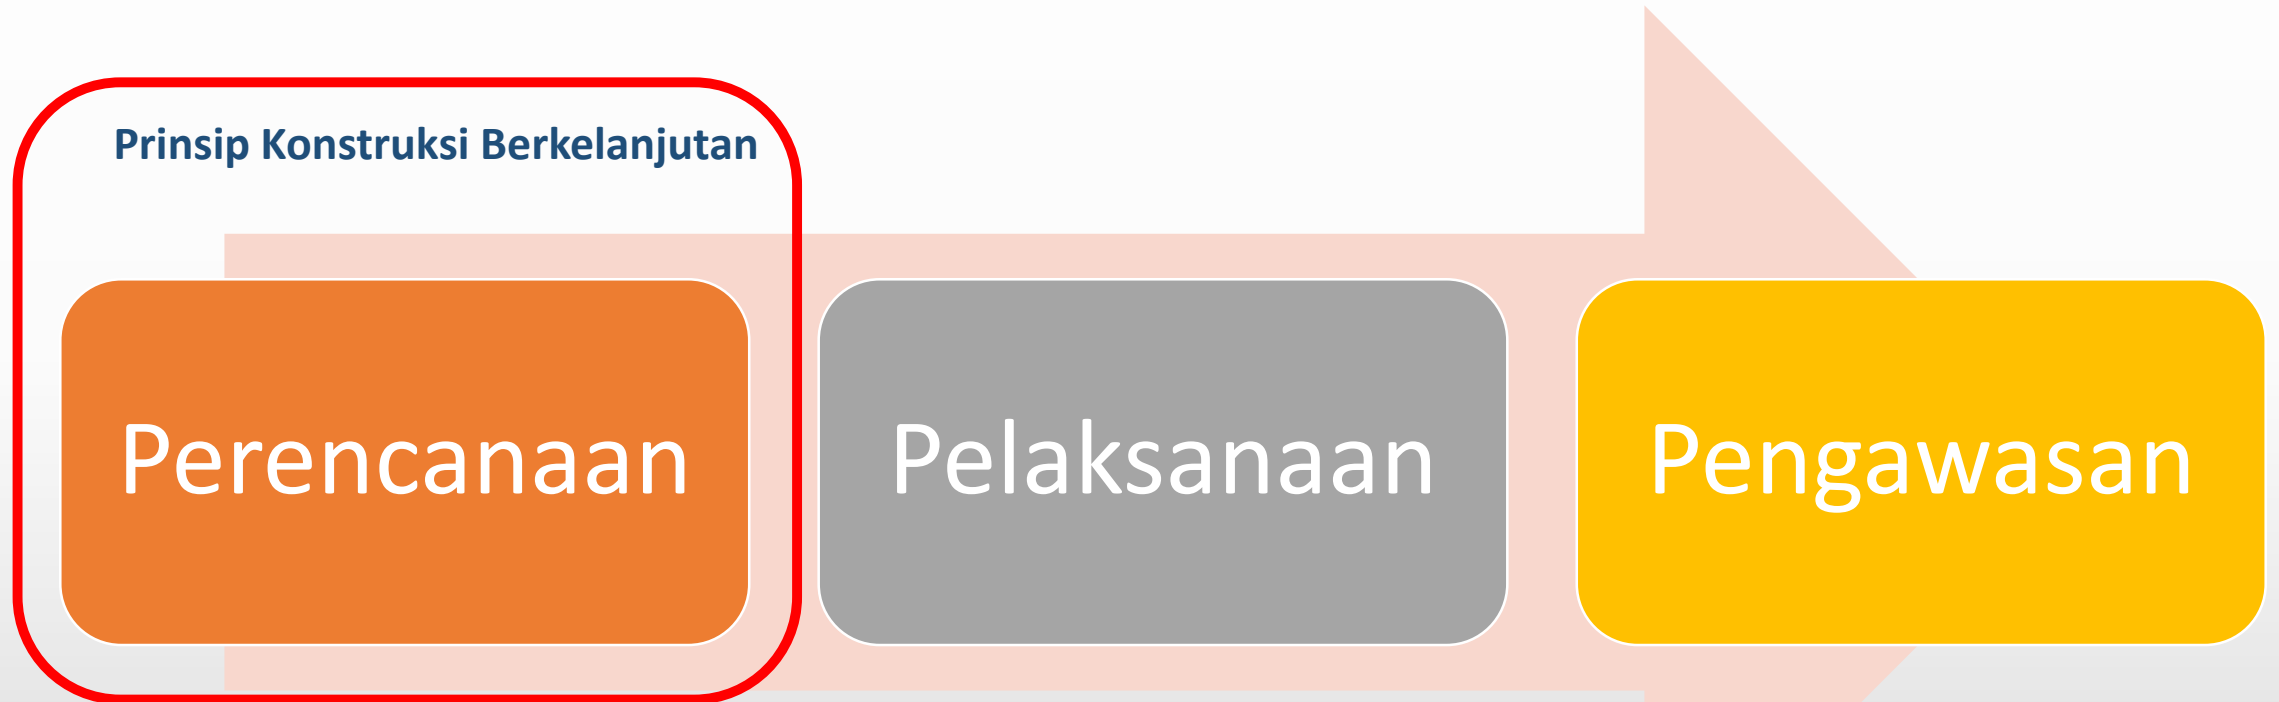 Prinsip Konstruksi Berkelanjutan
Perencanaan
Pelaksanaan
Pengawasan